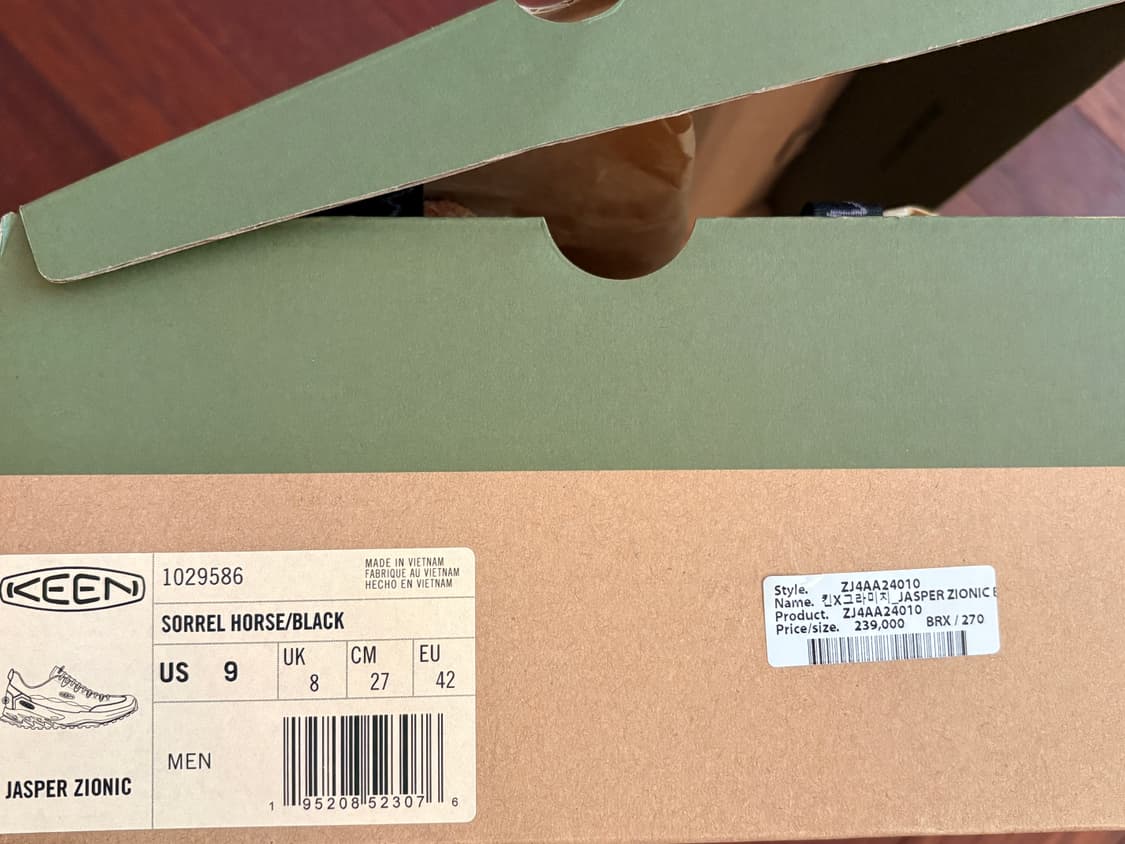 KEEN
JASPER ZIONIC
1029586
MADE IN VIETNAM
FABRIQUE AU VIETNAM
HECHO EN VIETNAM
SORREL HORSE/BLACK
US 9
UK 8
CM 27
EU 42
MEN
1 95208 52307 6
Style. ZJ4AA24010
Name. 킨X그라미치_JASPER ZIONIC
Product. ZJ4AA24010
Price/size. 239,000 BRX / 270